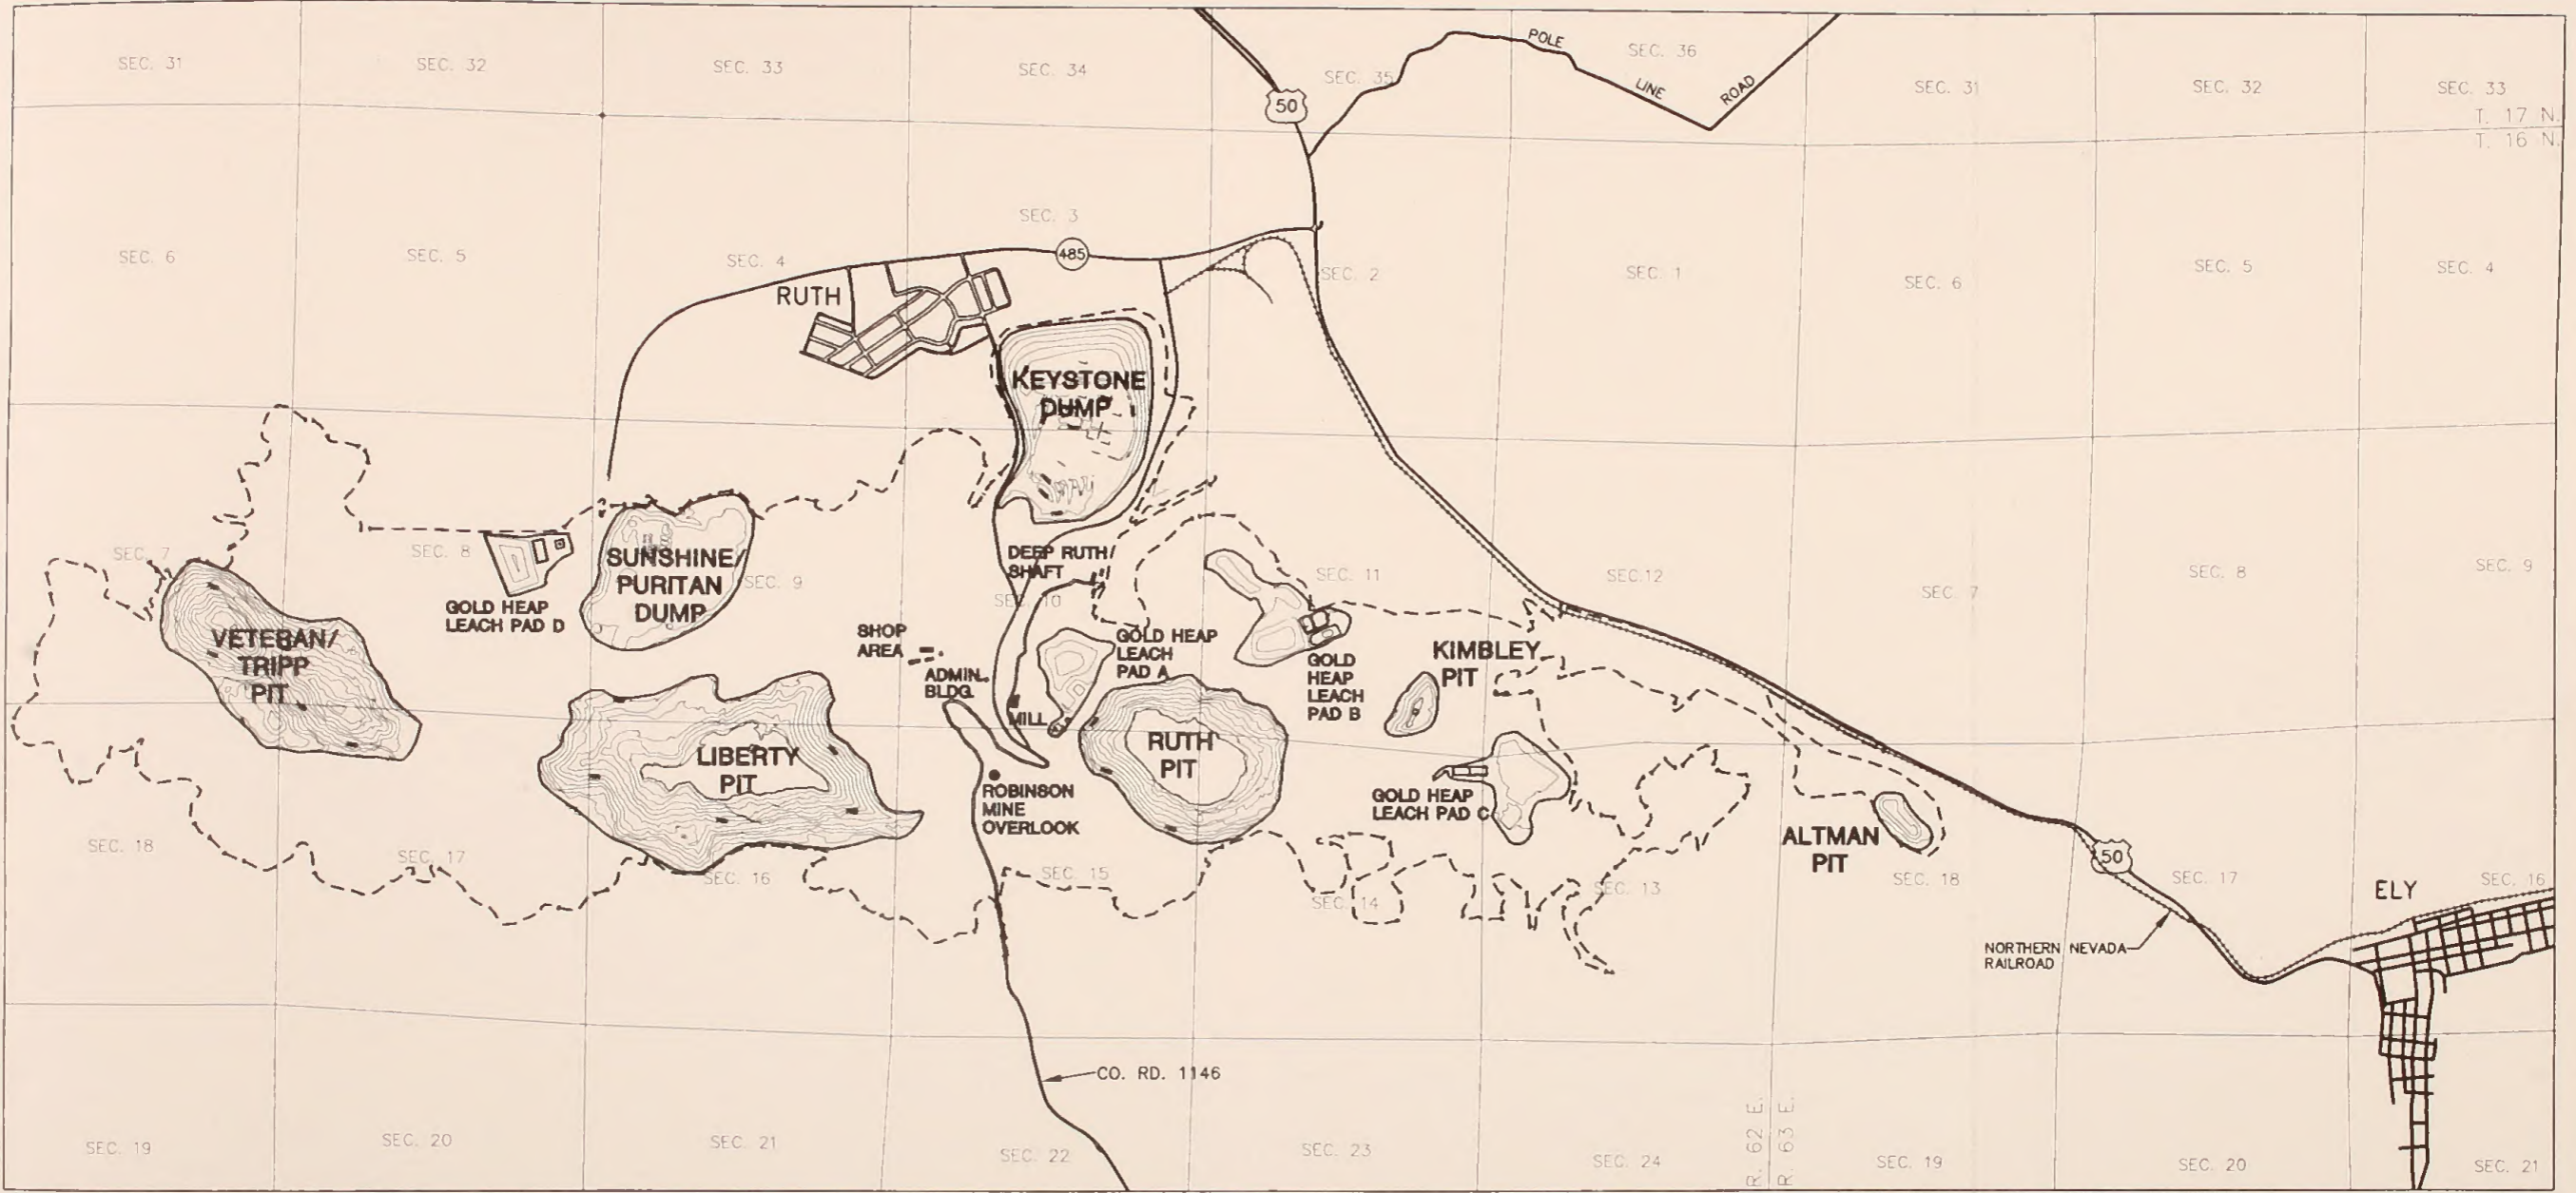 SEC. 31
SEC. 32
SEC. 33
SEC. 34
SEC. 35
SEC. 36
SEC. 31
SEC. 32
SEC. 33
POLE
LINE
ROAD
50
T. 17 N.
T. 16 N.
SEC. 6
SEC. 5
SEC. 4
SEC. 3
485
SEC. 2
SEC. 1
SEC. 6
SEC. 5
SEC. 4
RUTH
KEYSTONE
DUMP
SEC. 7
SEC. 8
SEC. 9
SEC. 10
SEC. 11
SEC.12
SEC. 7
SEC. 8
SEC. 9
GOLD HEAP
LEACH PAD D
SUNSHINE/
PURITAN
DUMP
DEEP RUTH
SHAFT
VETERAN/
TRIPP
PIT
SHOP
AREA
ADMIN.
BLDG.
MILL
GOLD HEAP
LEACH
PAD A
GOLD
HEAP
LEACH
PAD B
KIMBLEY
PIT
LIBERTY
PIT
RUTH
PIT
ROBINSON
MINE
OVERLOOK
GOLD HEAP
LEACH PAD C
ALTMAN
PIT
50
SEC. 18
SEC. 17
SEC. 16
SEC. 15
SEC. 14
SEC. 13
SEC. 18
SEC. 17
SEC. 16
ELY
NORTHERN NEVADA
RAILROAD
CO. RD. 1146
SEC. 19
SEC. 20
SEC. 21
SEC. 22
SEC. 23
SEC. 24
R. 62 E.
R. 63 E.
SEC. 19
SEC. 20
SEC. 21